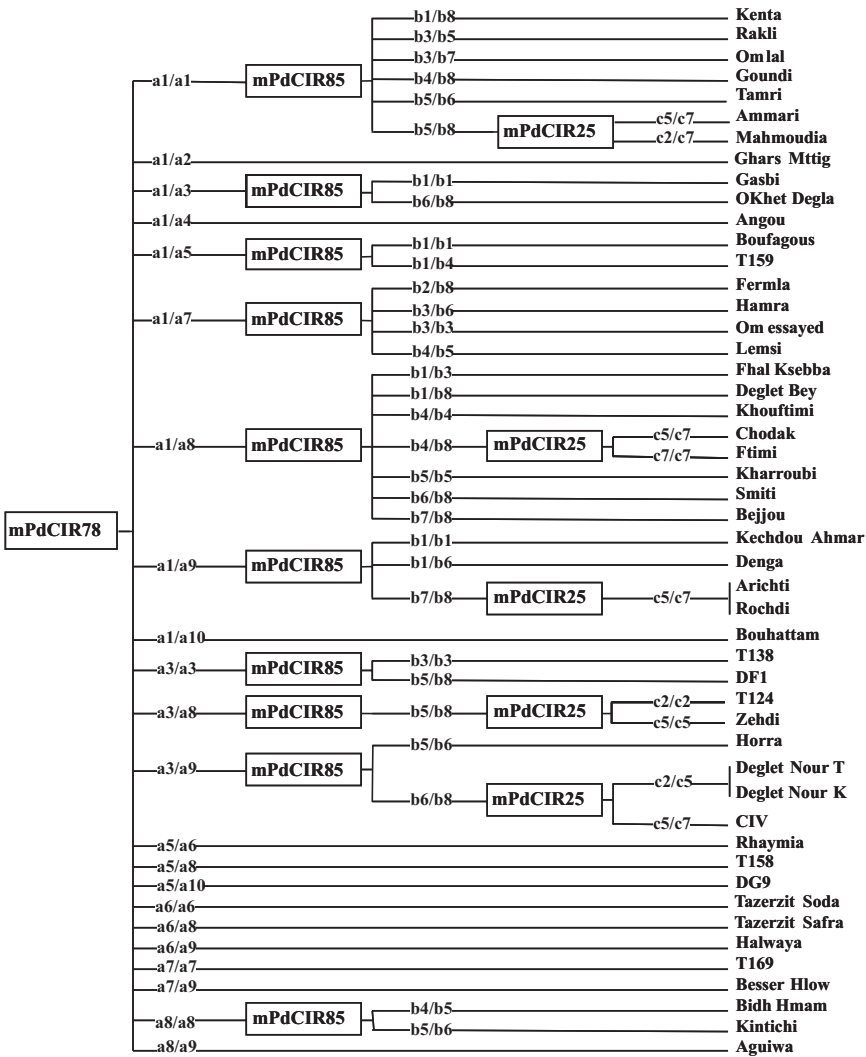 b1/b8 Kenta
b3/b5 Rakli
b3/b7 Om lal
a1/a1 mPdCIR85 b4/b8 Goundi
b5/b6 Tamri
c5/c7 Ammari
b5/b8 mPdCIR25
c2/c7 Mahmoudia
a1/a2 Ghars Mttig
b1/b1 Gasbi
a1/a3 mPdCIR85
b6/b8 OKhet Degla
a1/a4 Angou
b1/b1 Boufagous
a1/a5 mPdCIR85
b1/b4 T159
b2/b8 Fermla
b3/b6 Hamra
a1/a7 mPdCIR85
b3/b3 Om essayed
b4/b5 Lemsi
b1/b3 Fhal Ksebba
b1/b8 Deglet Bey
b4/b4 Khouftimi
c5/c7 Chodak
a1/a8 mPdCIR85 b4/b8 mPdCIR25
c7/c7 Ftimi
b5/b5 Kharroubi
b6/b8 Smiti
b7/b8 Bejjou
mPdCIR78
b1/b1 Kechdou Ahmar
a1/a9 mPdCIR85 b1/b6 Denga
Arichti
b7/b8 mPdCIR25 c5/c7
Rochdi
a1/a10 Bouhattam
b3/b3 T138
a3/a3 mPdCIR85
b5/b8 DF1
c2/c2 T124
a3/a8 mPdCIR85 b5/b8 mPdCIR25
c5/c5 Zehdi
b5/b6 Horra
a3/a9 mPdCIR85
Deglet Nour T
c2/c5
Deglet Nour K
b6/b8 mPdCIR25
c5/c7 CIV
a5/a6 Rhaymia
a5/a8 T158
a5/a10 DG9
a6/a6 Tazerzit Soda
a6/a8 Tazerzit Safra
a6/a9 Halwaya
a7/a7 T169
a7/a9 Besser Hlow
b4/b5 Bidh Hmam
a8/a8 mPdCIR85
b5/b6 Kintichi
a8/a9 Aguiwa